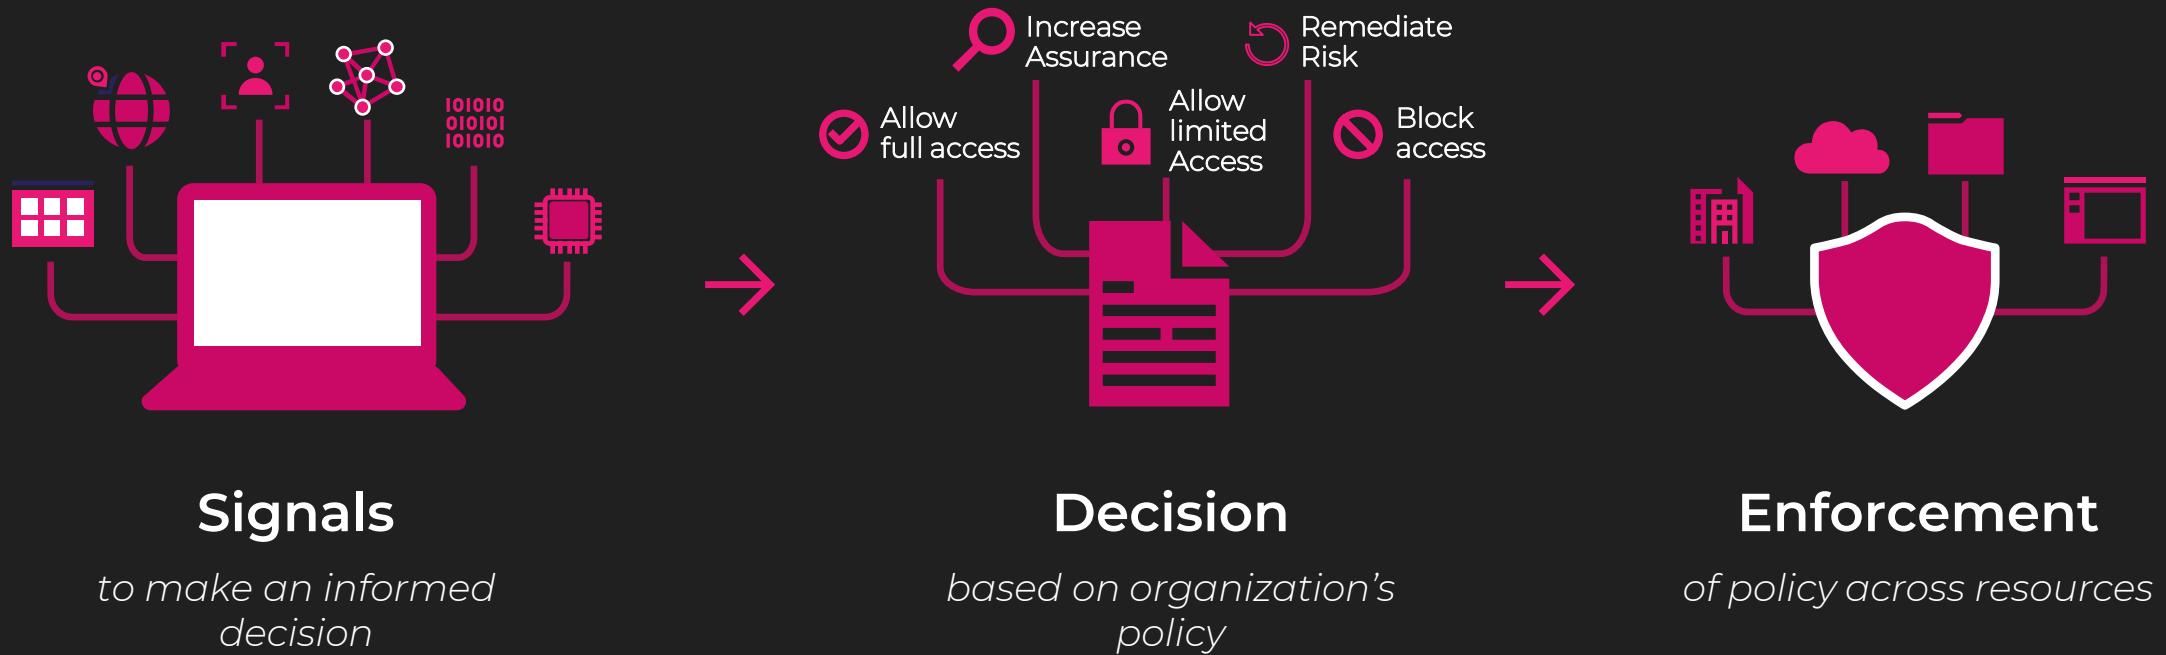 101010
010101
101010
Signals
to make an informed
decision
Increase
Assurance
Remediate
Risk
Allow
full access
Allow
limited
Access
Block
access
Decision
based on organization’s
policy
Enforcement
of policy across resources